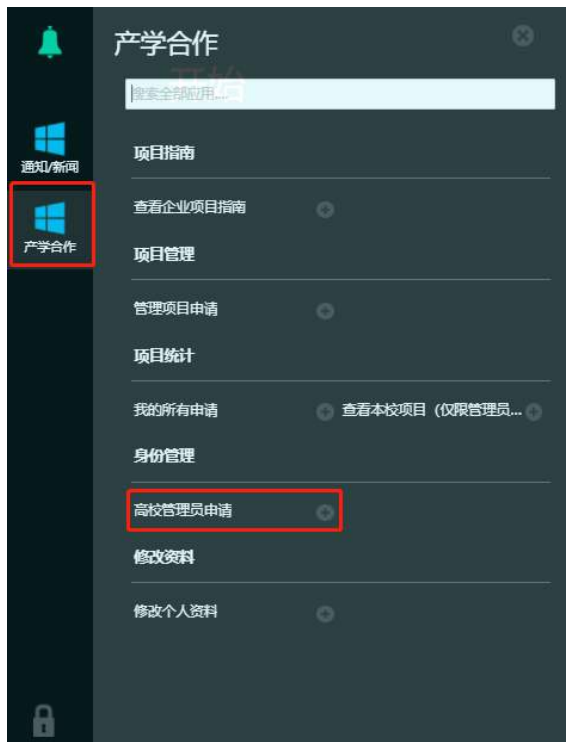 产学合作
开始
搜索全部应用...
通知/新闻
项目指南
查看企业项目指南
产学合作
项目管理
管理项目申请
项目统计
我的所有申请
查看本校项目（仅限管理员...
身份管理
高校管理员申请
修改资料
修改个人资料